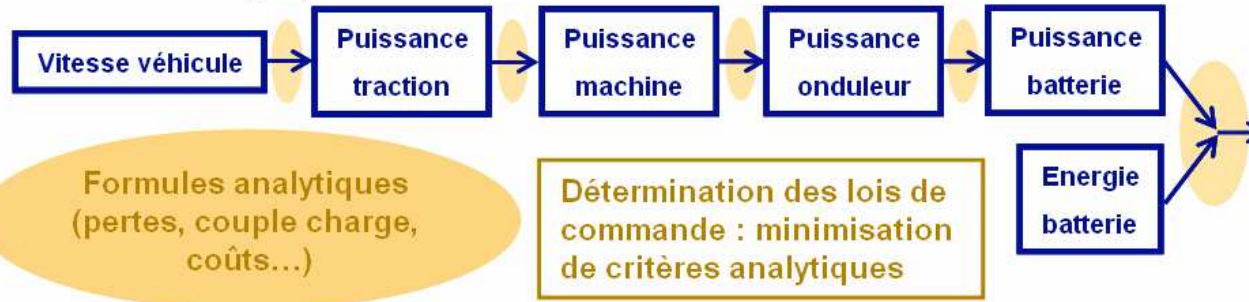 Vitesse véhicule
Puissance
traction
Puissance
machine
Puissance
onduleur
Puissance
batterie
Energie
batterie
Formules analytiques
(pertes, couple charge,
coûts...)
Détermination des lois de
commande : minimisation
de critères analytiques